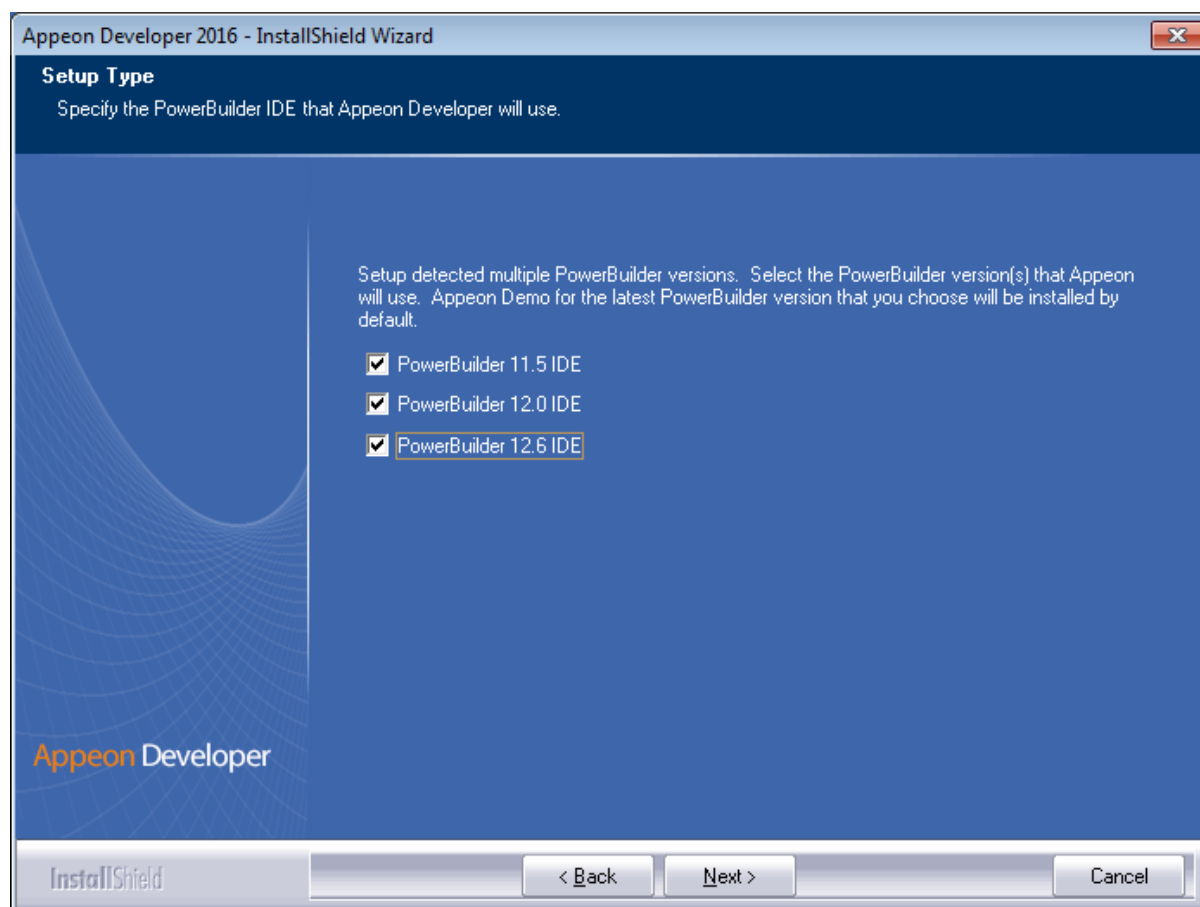 Appeon Developer 2016 - InstallShield Wizard
Setup Type
Specify the PowerBuilder IDE that Appeon Developer will use.
Setup detected multiple PowerBuilder versions. Select the PowerBuilder version(s) that Appeon
will use. Appeon Demo for the latest PowerBuilder version that you choose will be installed by
default.
PowerBuilder 11.5 IDE
PowerBuilder 12.0 IDE
PowerBuilder 12.6 IDE
Appeon Developer
InstallShield
< Back
Next >
Cancel